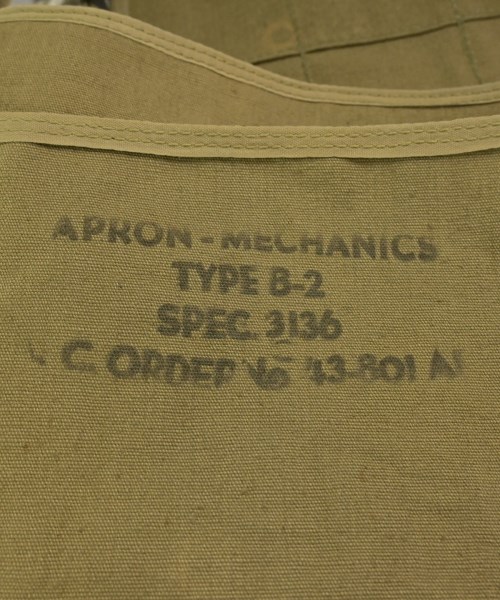 APRON - MECHANICS
TYPE B-2
SPEC. 3136
C. ORDER No 43-801